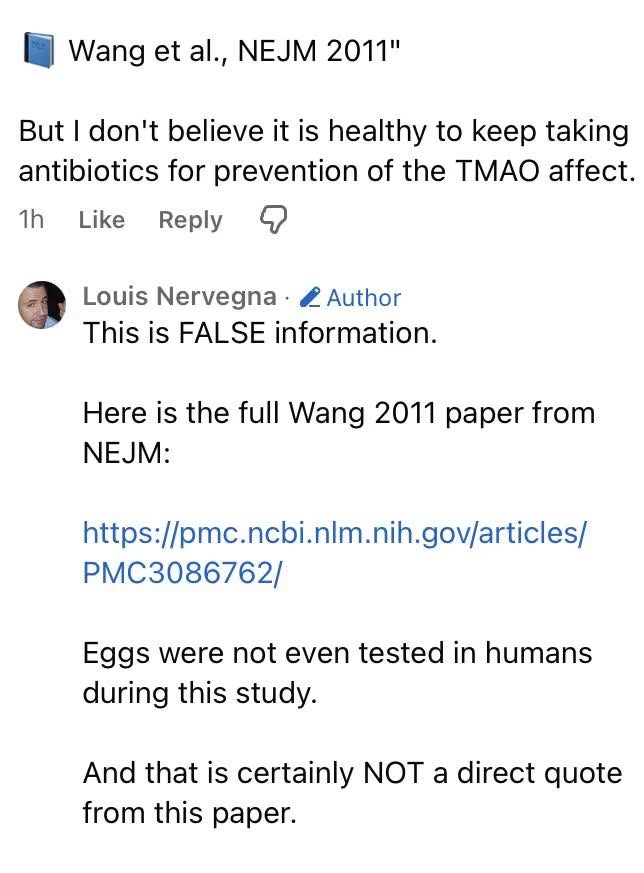 Wang et al., NEJM 2011"
But I don't believe it is healthy to keep taking
antibiotics for prevention of the TMAO affect.
1h Like Reply
Louis Nervegna · Author
This is FALSE information.
Here is the full Wang 2011 paper from
NEJM:
https://pmc.ncbi.nlm.nih.gov/articles/
PMC3086762/
Eggs were not even tested in humans
during this study.
And that is certainly NOT a direct quote
from this paper.